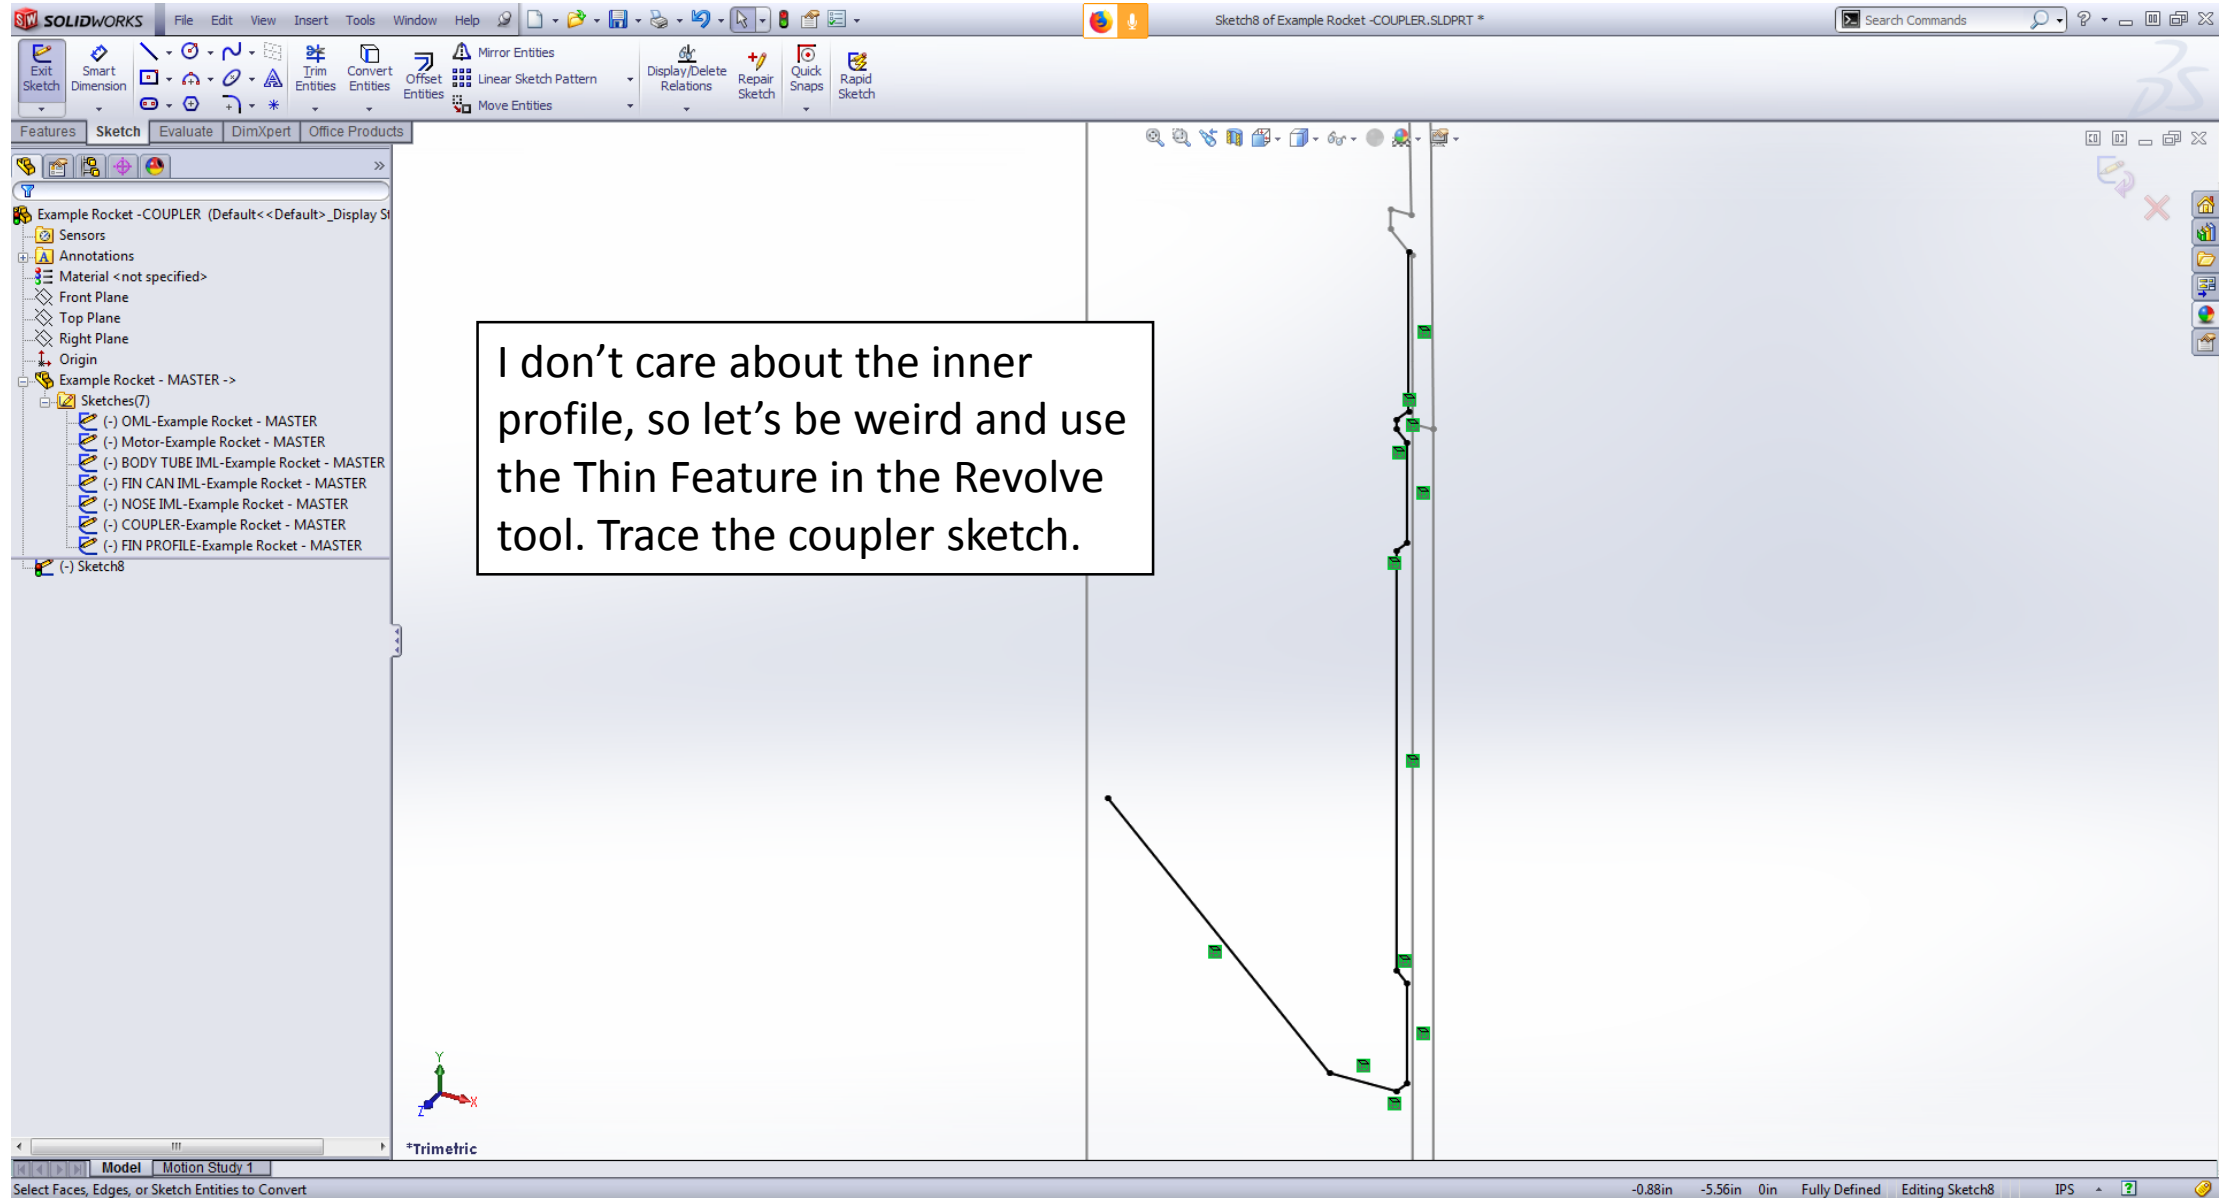 SOLIDWORKS File Edit View Insert Tools Window Help
Sketch8 of Example Rocket -COUPLER.SLDPRT *
Search Commands
Exit Sketch
Smart Dimension
Trim Entities
Convert Entities
Offset Entities
Mirror Entities
Linear Sketch Pattern
Move Entities
Display/Delete Relations
Repair Sketch
Quick Snaps
Rapid Sketch
Features Sketch Evaluate DimXpert Office Products
Example Rocket -COUPLER (Default<<Default>_Display St
Sensors
Annotations
Material <not specified>
Front Plane
Top Plane
Right Plane
Origin
Example Rocket - MASTER ->
Sketches(7)
(-) OML-Example Rocket - MASTER
(-) Motor-Example Rocket - MASTER
(-) BODY TUBE IML-Example Rocket - MASTER
(-) FIN CAN IML-Example Rocket - MASTER
(-) NOSE IML-Example Rocket - MASTER
(-) COUPLER-Example Rocket - MASTER
(-) FIN PROFILE-Example Rocket - MASTER
(-) Sketch8
I don’t care about the inner
profile, so let’s be weird and use
the Thin Feature in the Revolve
tool. Trace the coupler sketch.
Y
X
Z
*Trimetric
Model Motion Study 1
Select Faces, Edges, or Sketch Entities to Convert
-0.88in -5.56in 0in Fully Defined Editing Sketch8 IPS